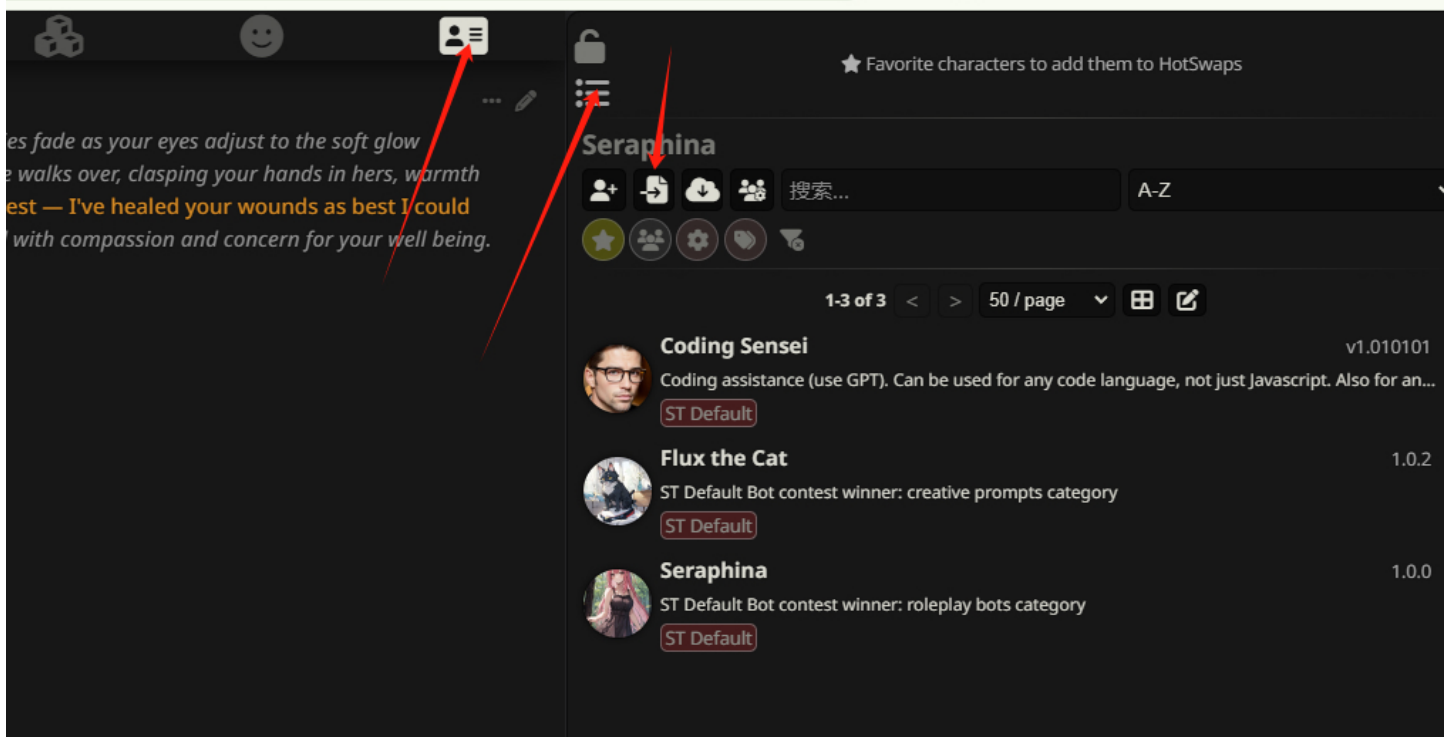 Favorite characters to add them to HotSwaps
es fade as your eyes adjust to the soft glow
walks over, clasping your hands in hers, warmth
est — I've healed your wounds as best I could
with compassion and concern for your well being.
Seraphina
搜索...
A-Z
1-3 of 3 < > 50 / page
Coding Sensei
v1.010101
Coding assistance (use GPT). Can be used for any code language, not just Javascript. Also for an...
ST Default
Flux the Cat
1.0.2
ST Default Bot contest winner: creative prompts category
ST Default
Seraphina
1.0.0
ST Default Bot contest winner: roleplay bots category
ST Default